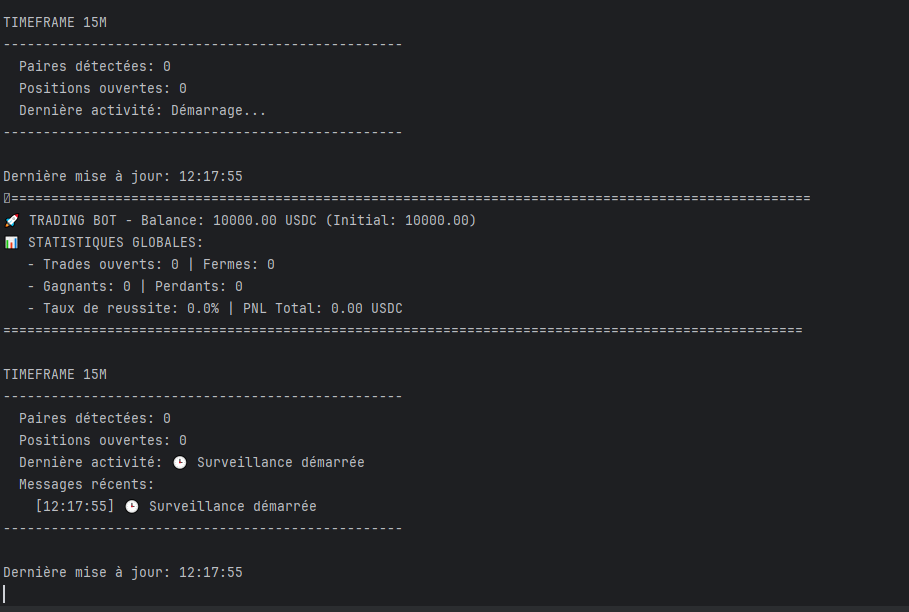 TIMEFRAME 15M
--------------------------------------------------
Paires détectées: 0
Positions ouvertes: 0
Dernière activité: Démarrage...
--------------------------------------------------
Dernière mise à jour: 12:17:55
====================================================================================================
🚀 TRADING BOT - Balance: 10000.00 USDC (Initial: 10000.00)
📊 STATISTIQUES GLOBALES:
- Trades ouverts: 0 | Fermes: 0
- Gagnants: 0 | Perdants: 0
- Taux de reussite: 0.0% | PNL Total: 0.00 USDC
====================================================================================================
TIMEFRAME 15M
--------------------------------------------------
Paires détectées: 0
Positions ouvertes: 0
Dernière activité: 🕒 Surveillance démarrée
Messages récents:
[12:17:55] 🕒 Surveillance démarrée
--------------------------------------------------
Dernière mise à jour: 12:17:55